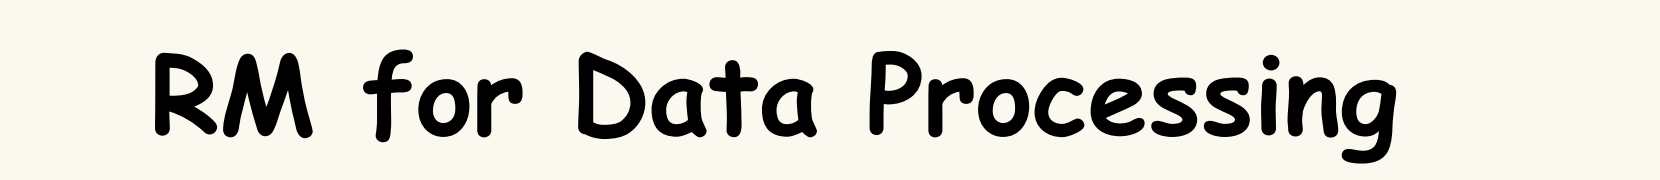 RM for Data Processing